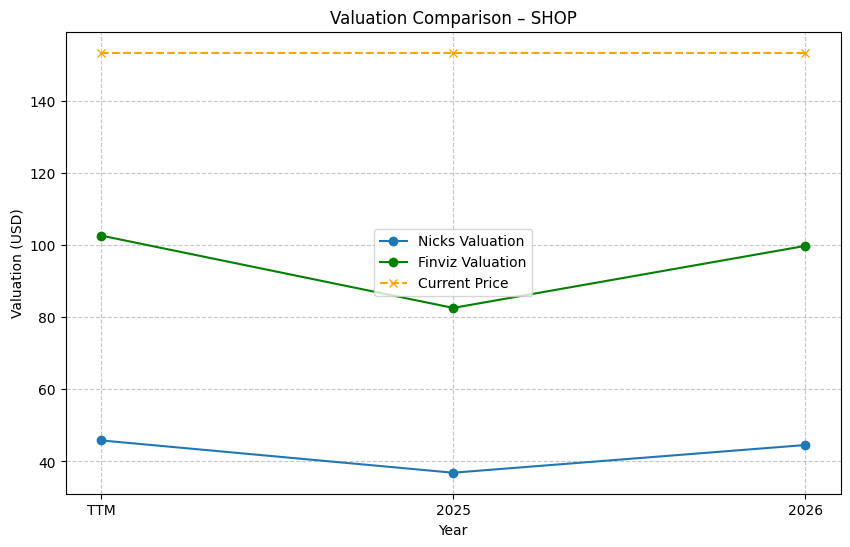 Valuation Comparison – SHOP
Valuation (USD)
140
120
100
80
60
40
Nicks Valuation
Finviz Valuation
Current Price
TTM
2025
2026
Year